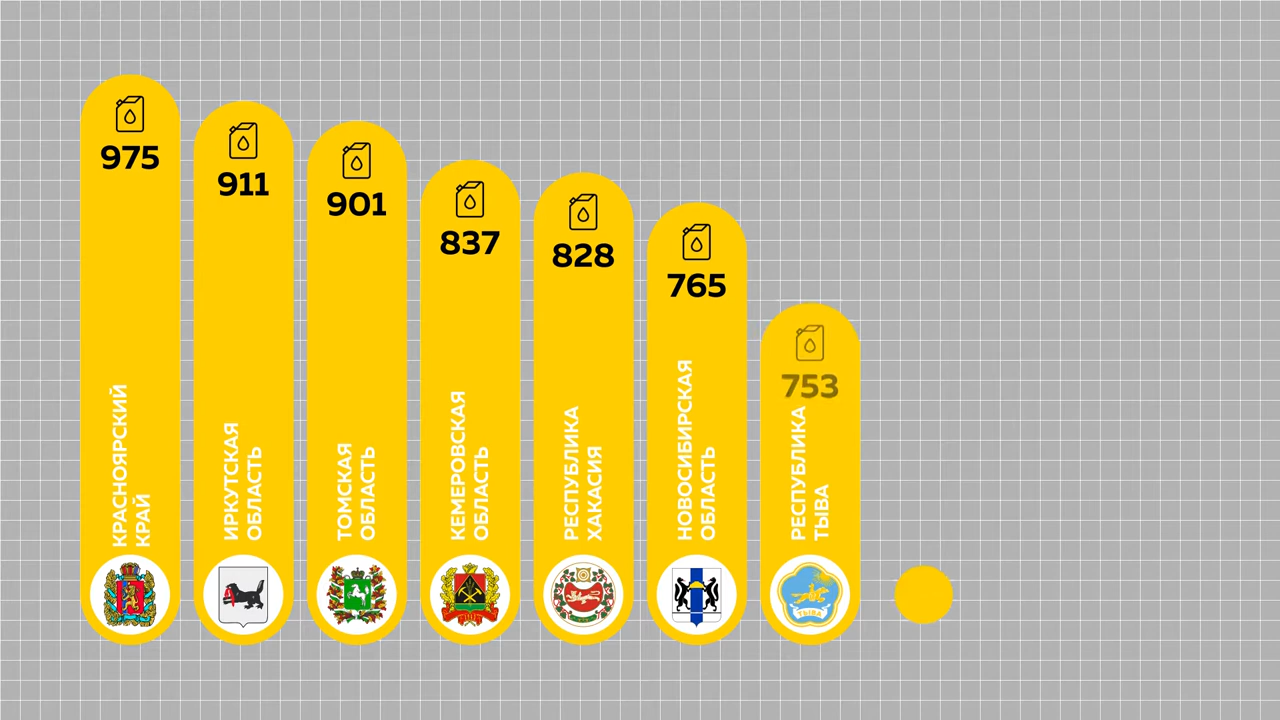 975
КРАСНОЯРСКИЙ
КРАЙ
911
ИРКУТСКАЯ
ОБЛАСТЬ
901
ТОМСКАЯ
ОБЛАСТЬ
837
КЕМЕРОВСКАЯ
ОБЛАСТЬ
828
РЕСПУБЛИКА
ХАКАСИЯ
765
НОВОСИБИРСКАЯ
ОБЛАСТЬ
753
РЕСПУБЛИКА
ТЫВА
ТЫВА